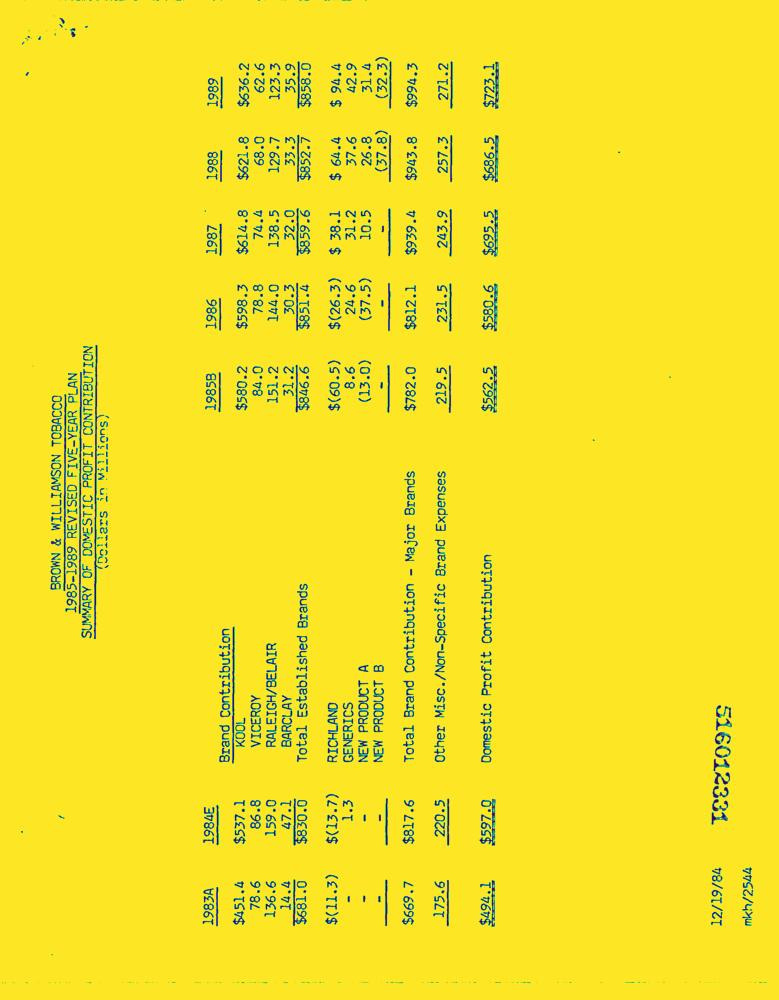 BROWN & WILLIAMSON TOBACCO
1985-1989 REVISED FIVE-YEAR PLAN
SUMMARY OF DOMESTIC PROFIT CONTRIBUTION
(Dollars in Millions)
1983A 1984E Brand Contribution 1985B 1986 1987 1988 1989
$451.4 $537.1 KOOL $580.2 $598.3 $614.8 $621.8 $636.2
78.6 86.8 VICEROY 84.0 78.8 74.4 68.0 62.6
136.6 159.0 RALEIGH/BELAIR 151.2 144.0 138.5 129.7 123.3
14.4 47.1 BARCLAY 31.2 30.3 32.0 33.3 35.9
$681.0 $830.0 Total Established Brands $846.6 $851.4 $859.6 $852.7 $858.0
$(11.3) $(13.7) RICHLAND $(60.5) $(26.3) $ 38.1 $ 64.4 $ 94.4
- 1.3 GENERICS 8.6 24.6 31.2 37.6 42.9
- - NEW PRODUCT A (13.0) (37.5) 10.5 26.8 31.4
- - NEW PRODUCT B - - - (37.8) (32.3)
$669.7 $817.6 Total Brand Contribution - Major Brands $782.0 $812.1 $939.4 $943.8 $994.3
175.6 220.5 Other Misc./Non-Specific Brand Expenses 219.5 231.5 243.9 257.3 271.2
$494.1 $597.0 Domestic Profit Contribution $562.5 $580.6 $695.5 $686.5 $723.1
12/19/84
mkh/2544
516012331